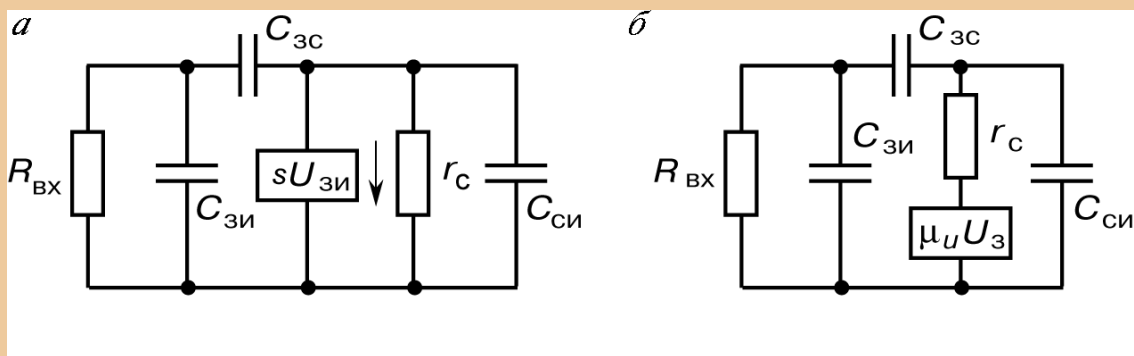 а
C зс
R вх
C зи
sU зи
r с
C си
б
C зс
R вх
C зи
r с
μ и U з
C си